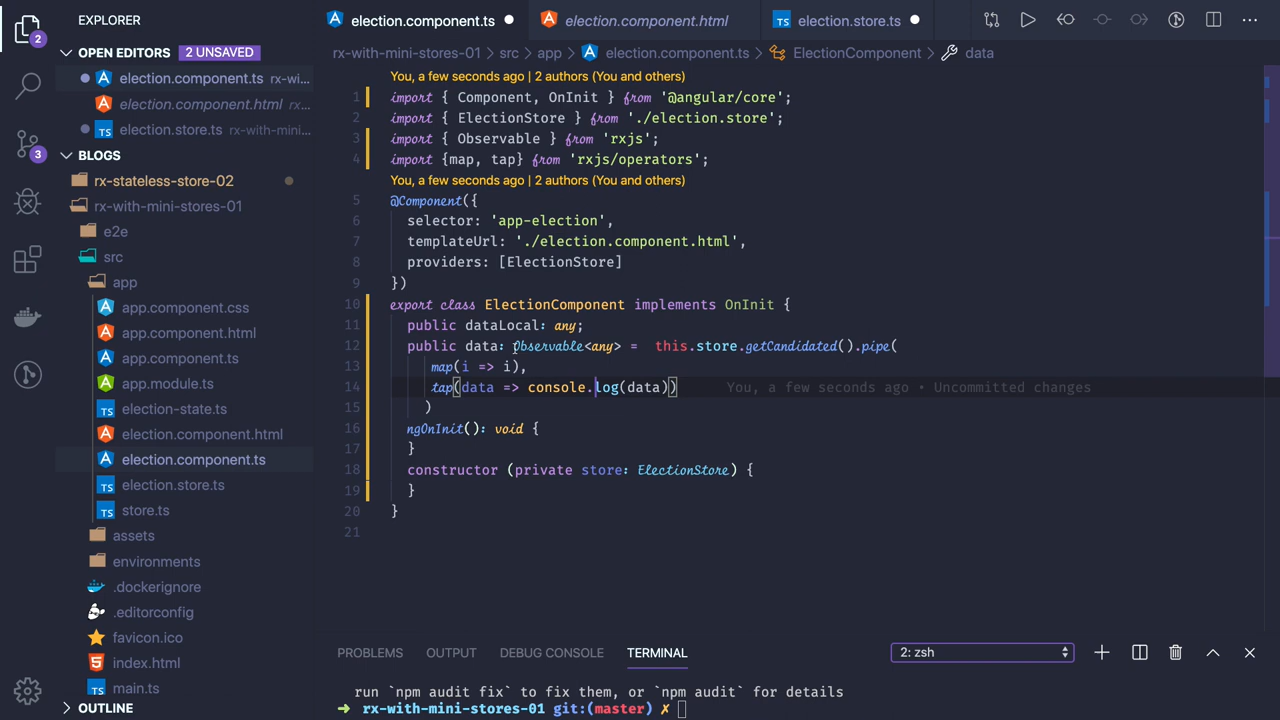 EXPLORER
OPEN EDITORS 2 UNSAVED
election.component.ts rx-wi...
election.component.html rx...
election.store.ts rx-with-mini...
BLOGS
rx-stateless-store-02
rx-with-mini-stores-01
e2e
src
app
app.component.css
app.component.html
app.component.ts
app.module.ts
election-state.ts
election.component.html
election.component.ts
election.store.ts
store.ts
assets
environments
.dockerignore
.editorconfig
favicon.ico
index.html
main.ts
OUTLINE
2
3
election.component.ts
election.component.html
TS election.store.ts
rx-with-mini-stores-01 > src > app > election.component.ts > ElectionComponent > data
You, a few seconds ago | 2 authors (You and others)
1 import { Component, OnInit } from '@angular/core';
2 import { ElectionStore } from './election.store';
3 import { Observable } from 'rxjs';
4 import {map, tap} from 'rxjs/operators';
You, a few seconds ago | 2 authors (You and others)
5 @Component({
6 selector: 'app-election',
7 templateUrl: './election.component.html',
8 providers: [ElectionStore]
9 })
10 export class ElectionComponent implements OnInit {
11 public dataLocal: any;
12 public data: Observable<any> = this.store.getCandidated().pipe(
13 map(i => i),
14 tap(data => console.log(data)) You, a few seconds ago • Uncommitted changes
15 )
16 ngOnInit(): void {
17 }
18 constructor (private store: ElectionStore) {
19 }
20 }
21
PROBLEMS OUTPUT DEBUG CONSOLE TERMINAL 2: zsh
run `npm audit fix` to fix them, or `npm audit` for details
➜ rx-with-mini-stores-01 git:(master) ✗